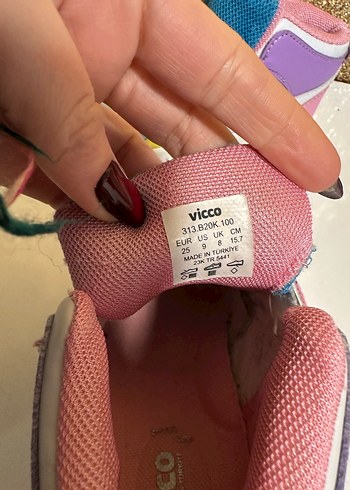 vicco
313.B20K.100
EUR US UK CM
25 9 8 15,7
MADE IN TÜRKİYE
23K TR 5441